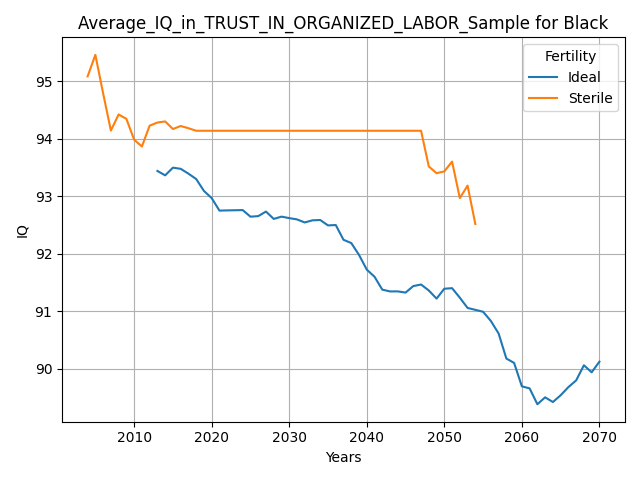 Average_IQ_in_TRUST_IN_ORGANIZED_LABOR_Sample for Black
Fertility
Ideal
Sterile
95
94
93
92
91
90
IQ
2010 2020 2030 2040 2050 2060 2070
Years